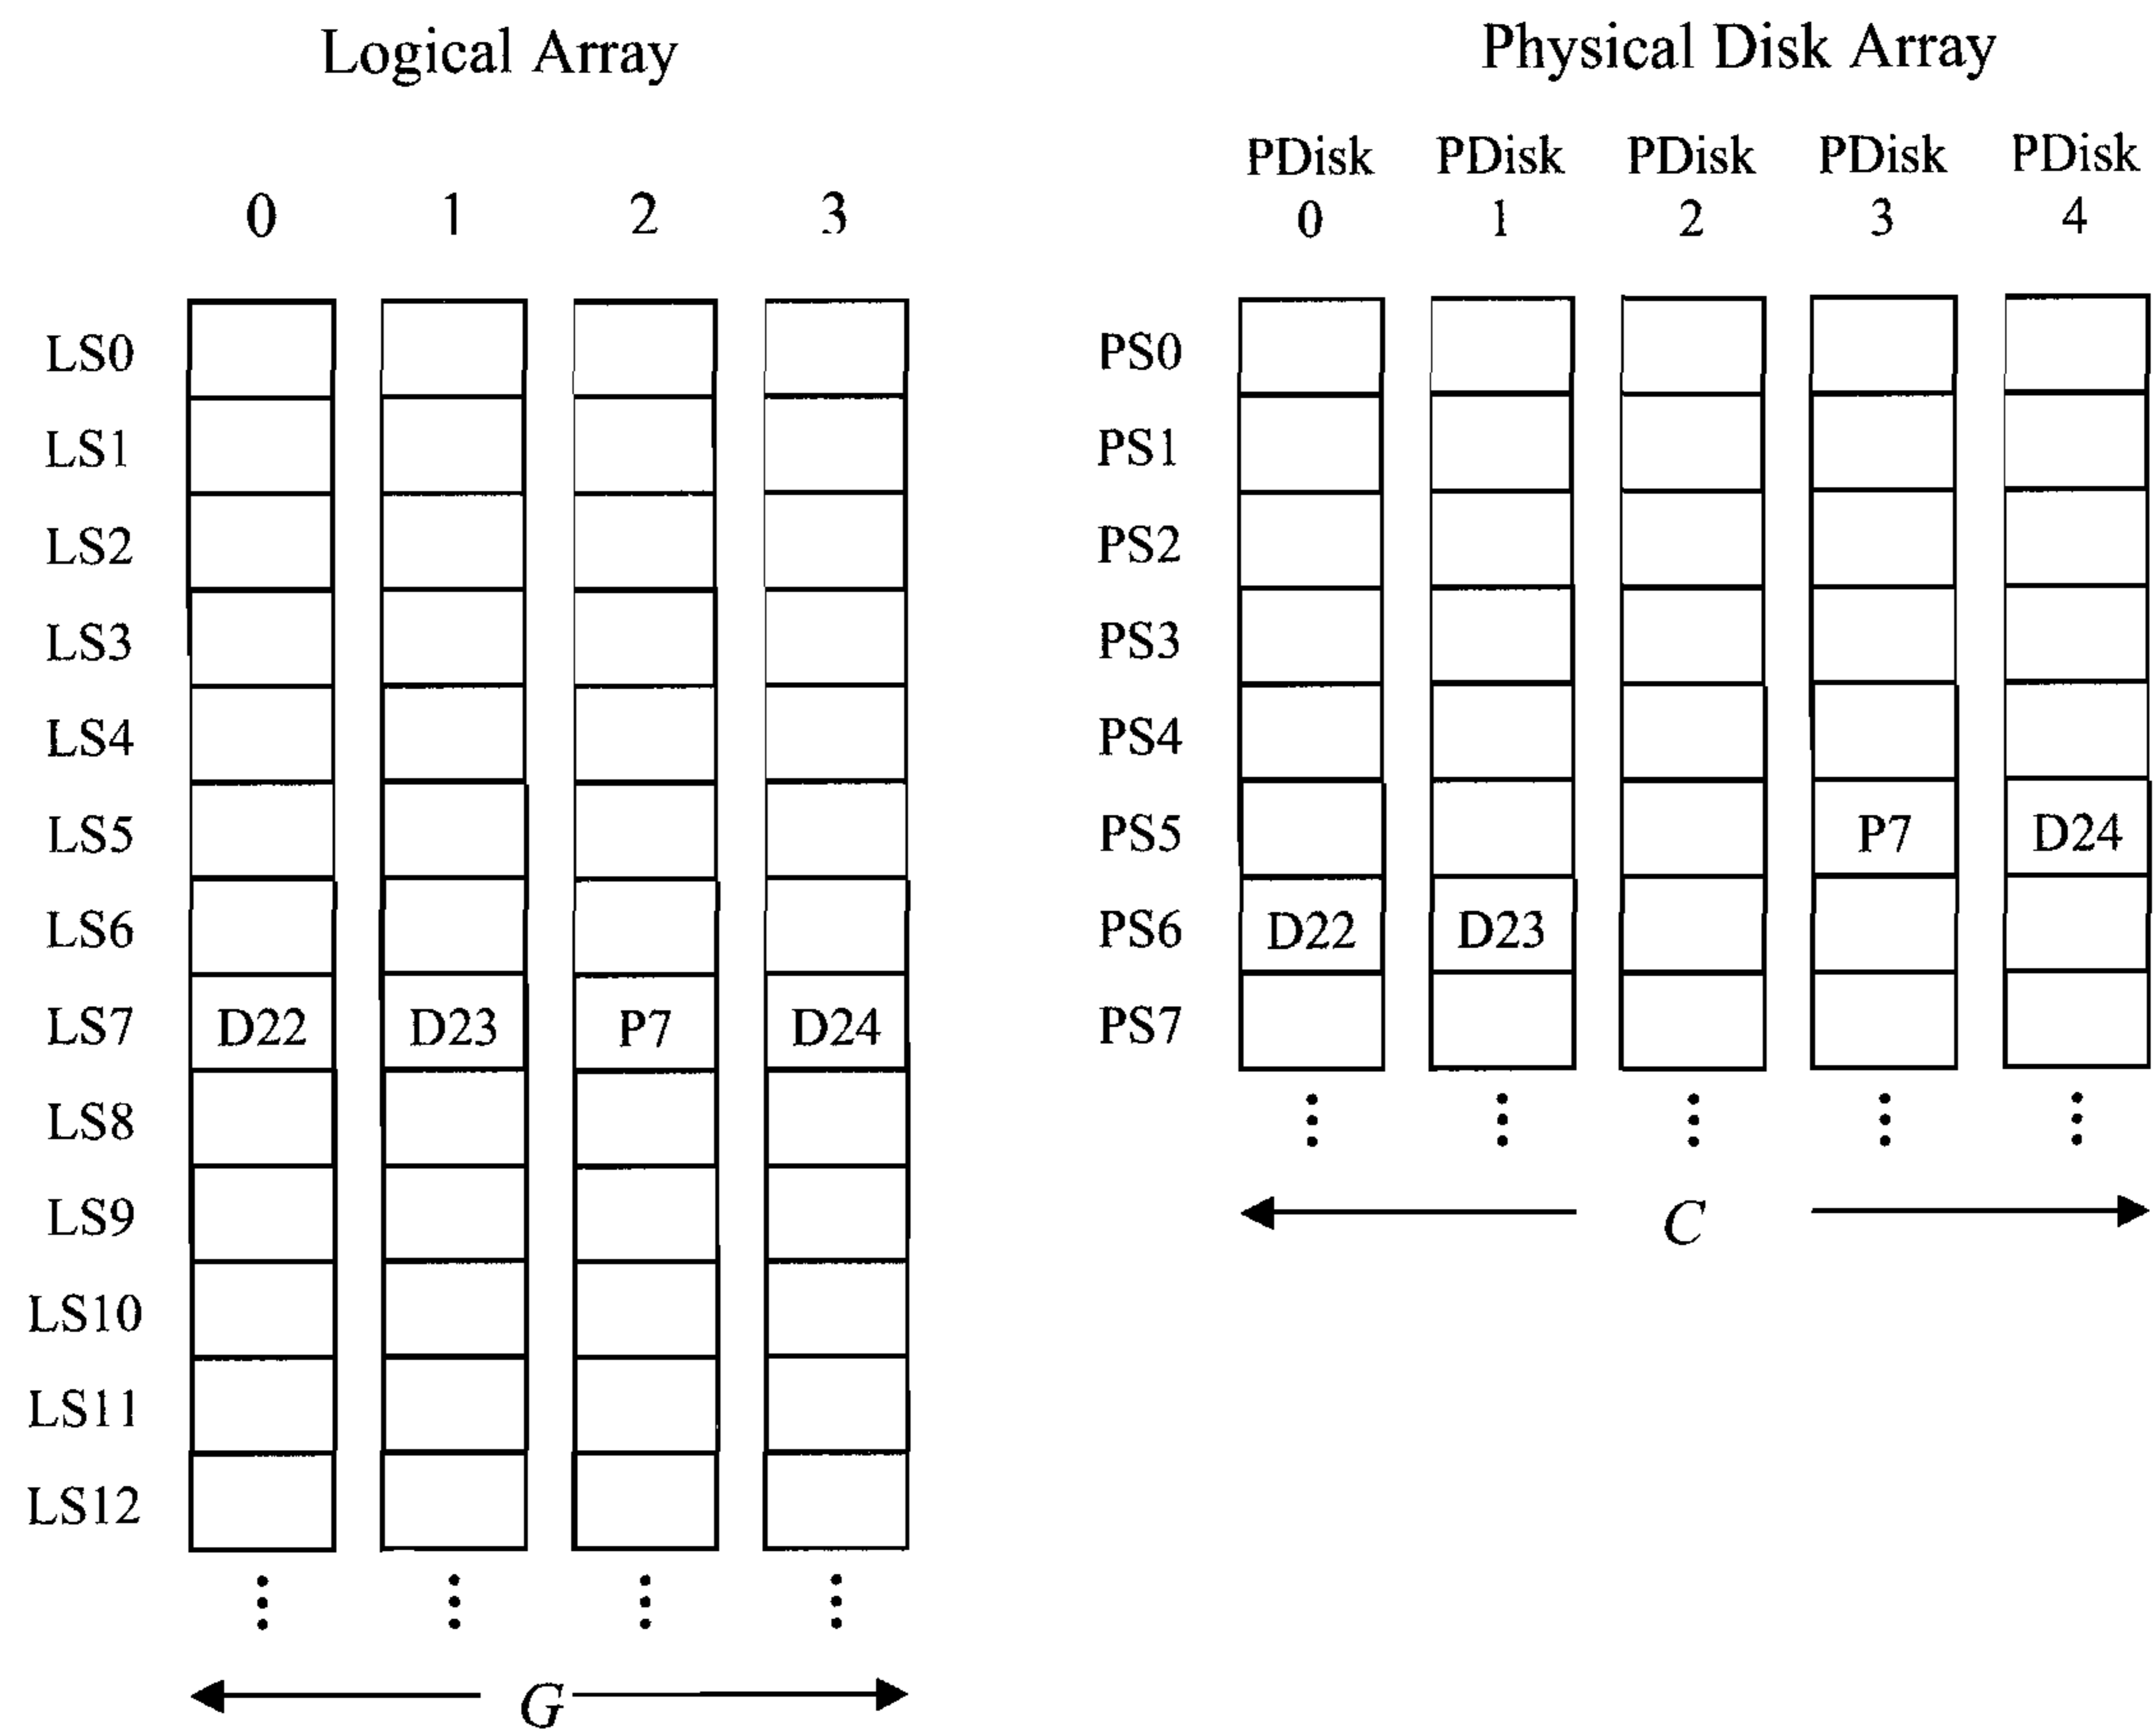 Logical Array
0 1 2 3
LS0
LS1
LS2
LS3
LS4
LS5
LS6
LS7 D22 D23 P7 D24
LS8
LS9
LS10
LS11
LS12
G
Physical Disk Array
PDisk PDisk PDisk PDisk PDisk
0 1 2 3 4
PS0
PS1
PS2
PS3
PS4
PS5 P7 D24
PS6 D22 D23
PS7
C